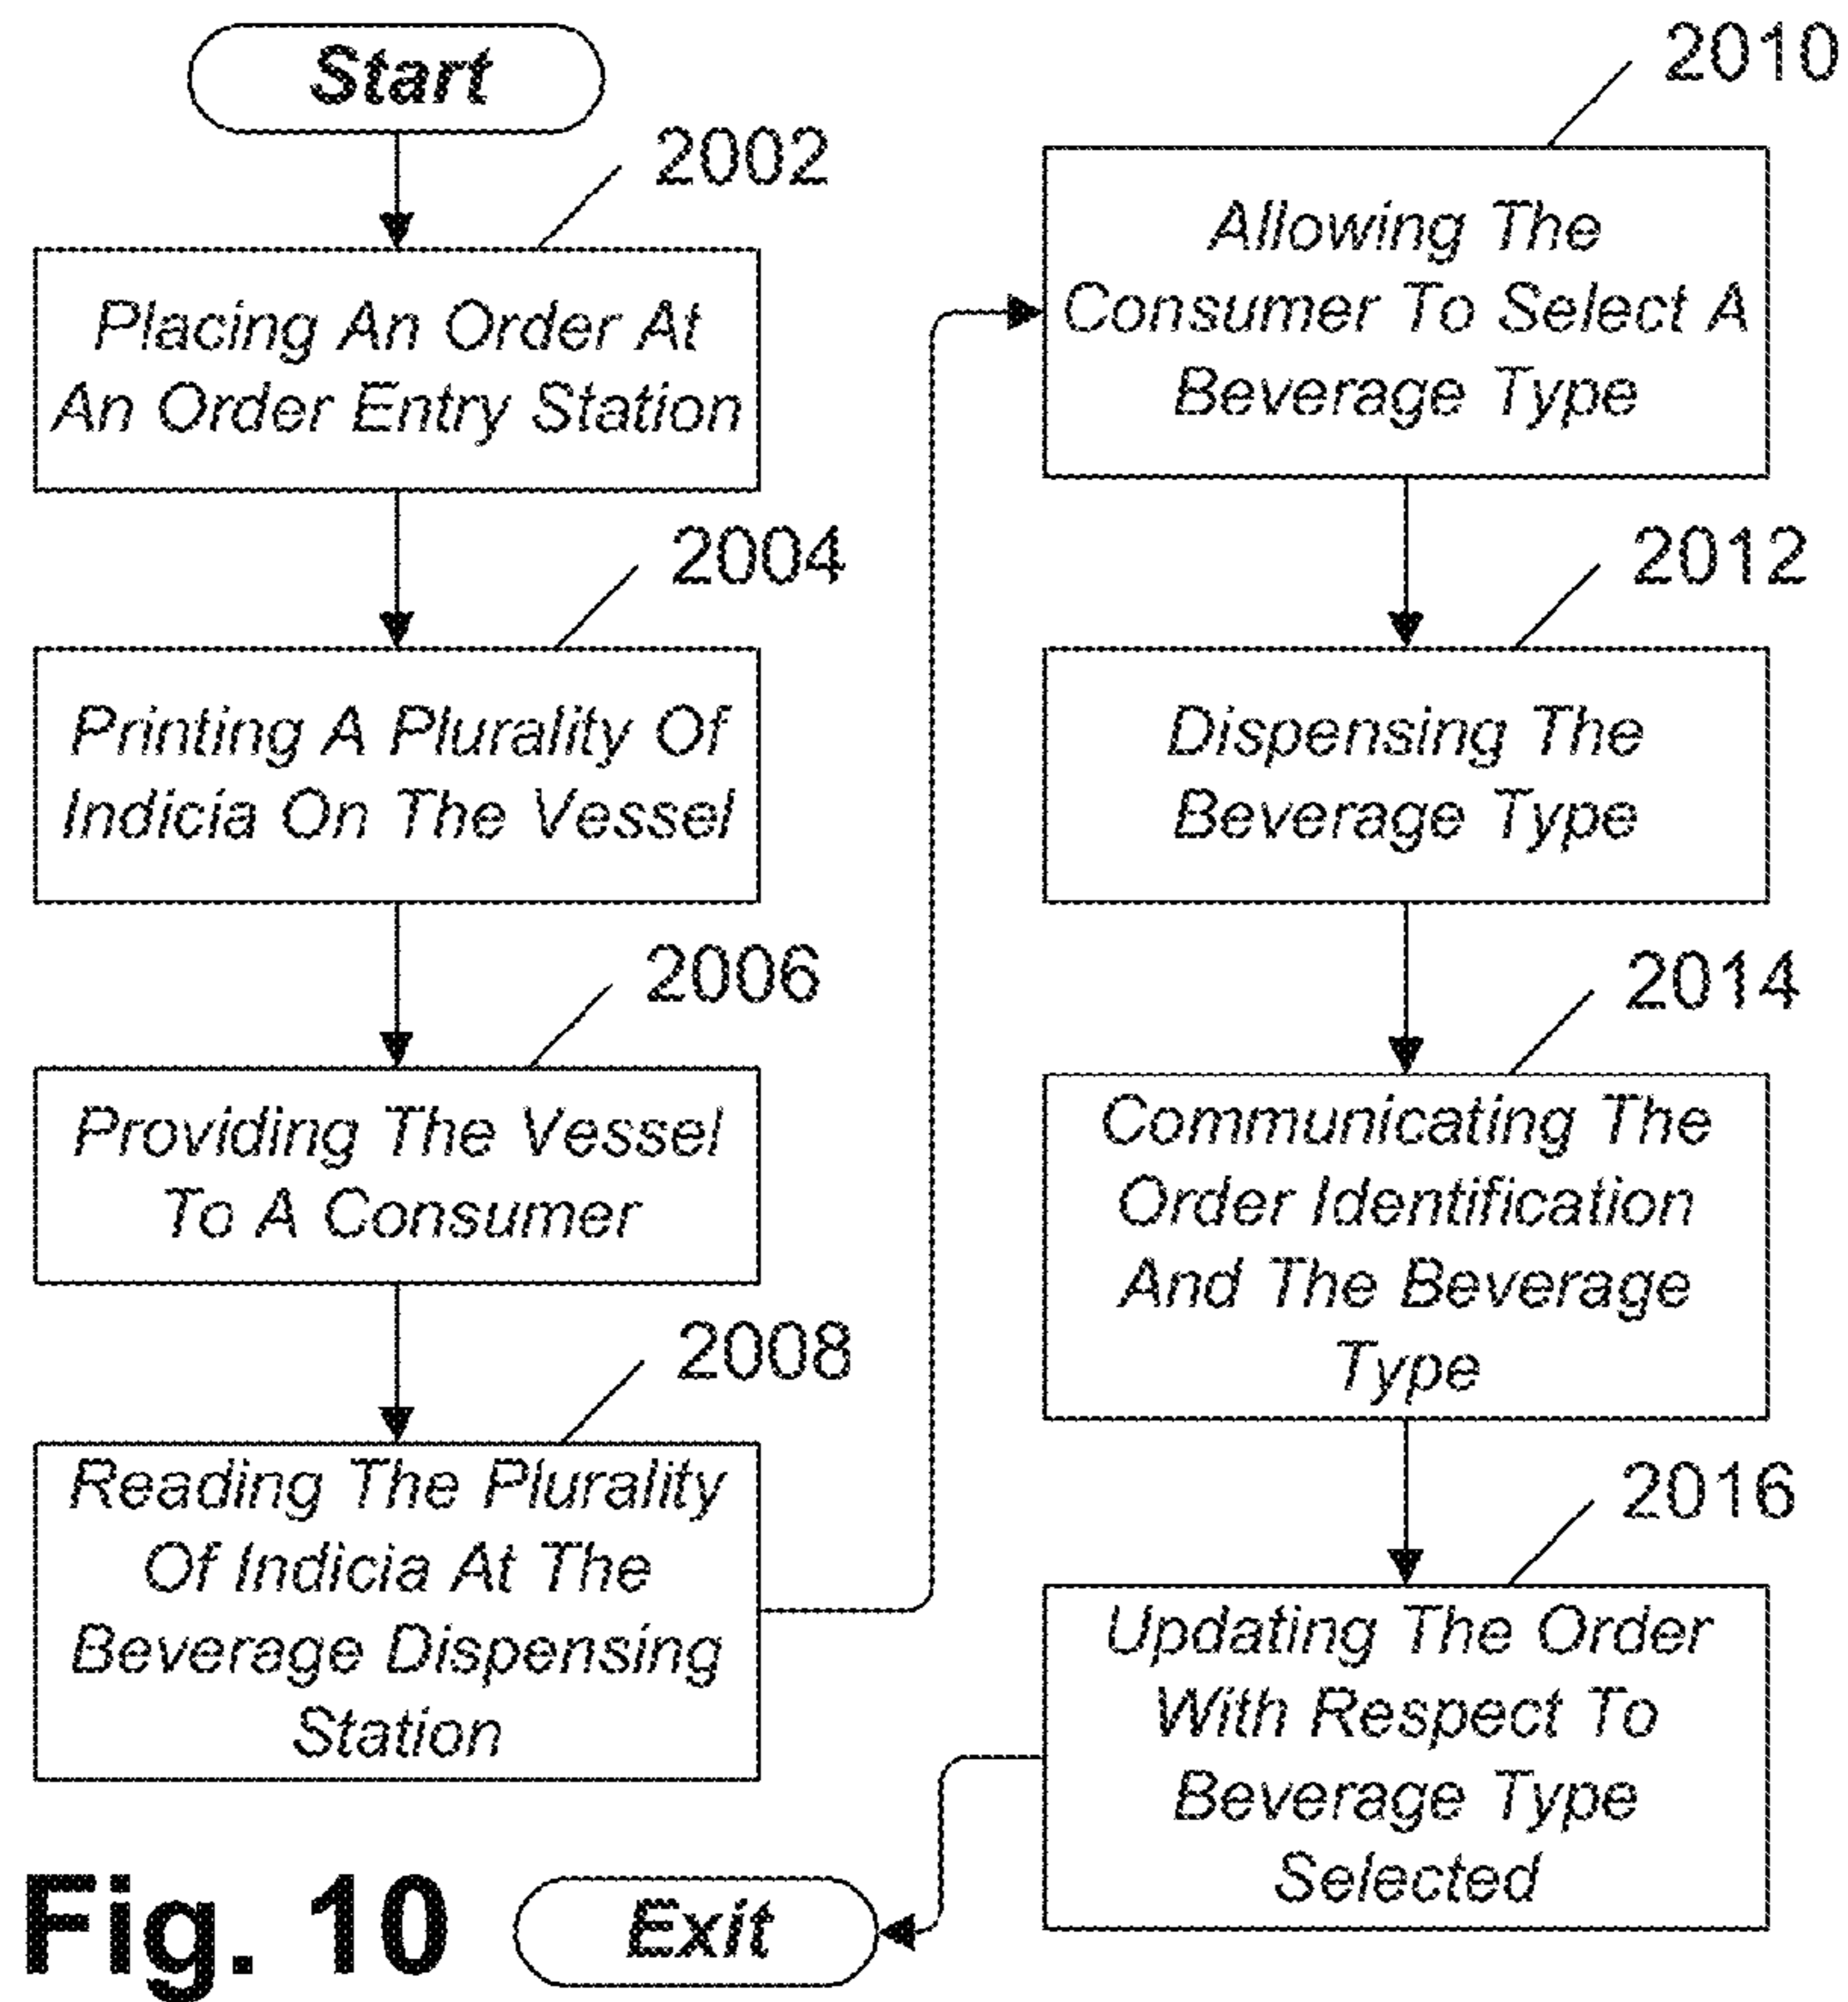 Start
2002
Placing An Order At
An Order Entry Station
2004
Printing A Plurality Of
Indicia On The Vessel
2006
Providing The Vessel
To A Consumer
2008
Reading The Plurality
Of Indicia At The
Beverage Dispensing
Station
2010
Allowing The
Consumer To Select A
Beverage Type
2012
Dispensing The
Beverage Type
2014
Communicating The
Order Identification
And The Beverage
Type
2016
Updating The Order
With Respect To
Beverage Type
Selected
Exit
Fig. 10